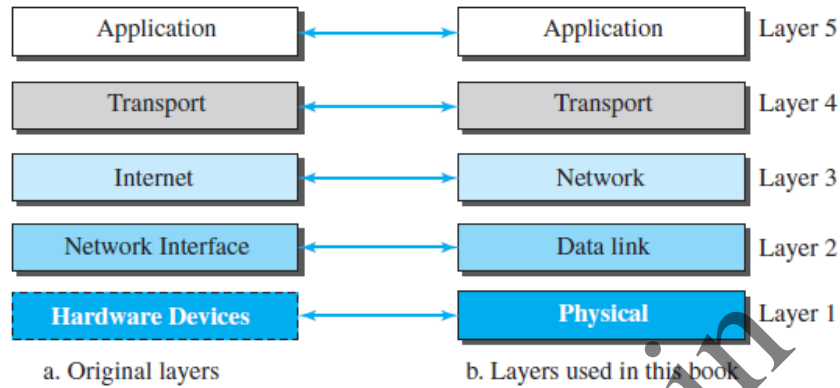 Application Application Layer 5
Transport Transport Layer 4
Internet Network Layer 3
Network Interface Data link Layer 2
Hardware Devices Physical Layer 1
a. Original layers b. Layers used in this book